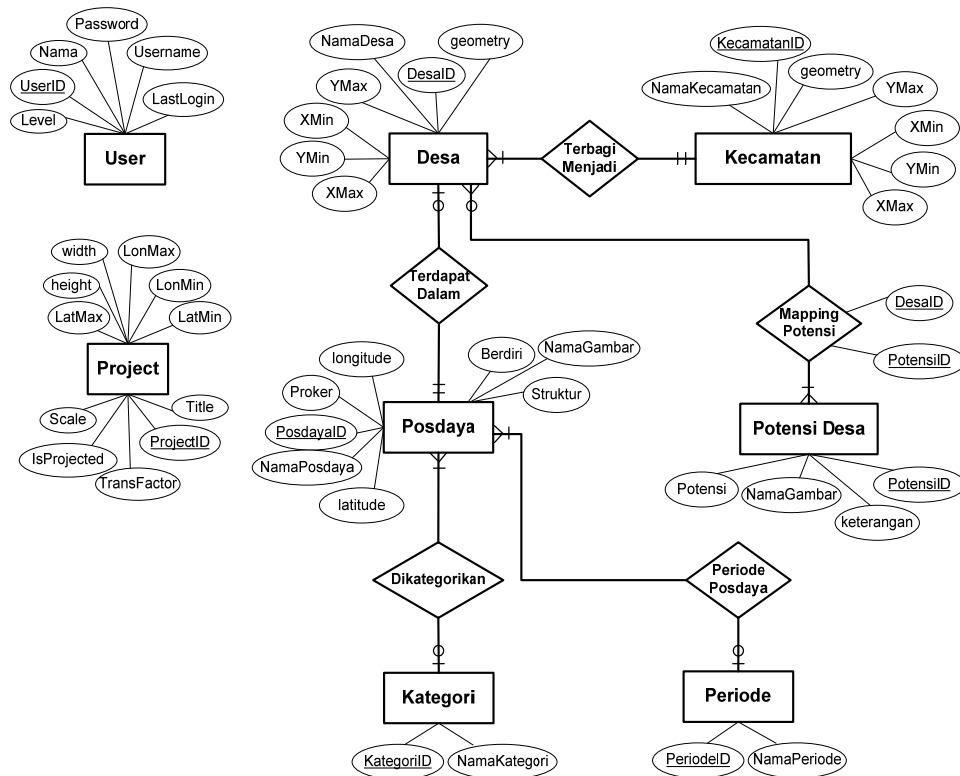 Password
Nama
Username
UserID
LastLogin
Level
User
NamaDesa
geometry
DesaID
YMax
XMin
YMin
XMax
Desa
Terbagi
Menjadi
KecamatanID
geometry
NamaKecamatan
YMax
XMin
YMin
XMax
Kecamatan
width
LonMax
height
LonMin
LatMax
LatMin
Project
Scale
Title
IsProjected
ProjectID
TransFactor
Terdapat
Dalam
Mapping
Potensi
DesaID
PotensiID
longitude
Berdiri
NamaGambar
Proker
Struktur
PosdayaID
NamaPosdaya
latitude
Posdaya
Potensi Desa
Potensi
NamaGambar
PotensiID
keterangan
Dikategorikan
Periode
Posdaya
Kategori
KategoriID
NamaKategori
Periode
PeriodeID
NamaPeriode